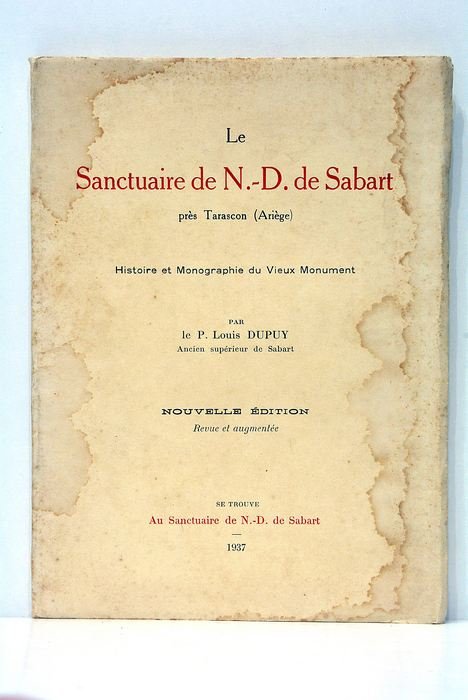 Le
Sanctuaire de N.-D. de Sabart
près Tarascon (Ariège)
Histoire et Monographie du Vieux Monument
PAR
le P. Louis DUPUY
Ancien supérieur de Sabart
NOUVELLE ÉDITION
Revue et augmentée
SE TROUVE
Au Sanctuaire de N.-D. de Sabart
—
1937